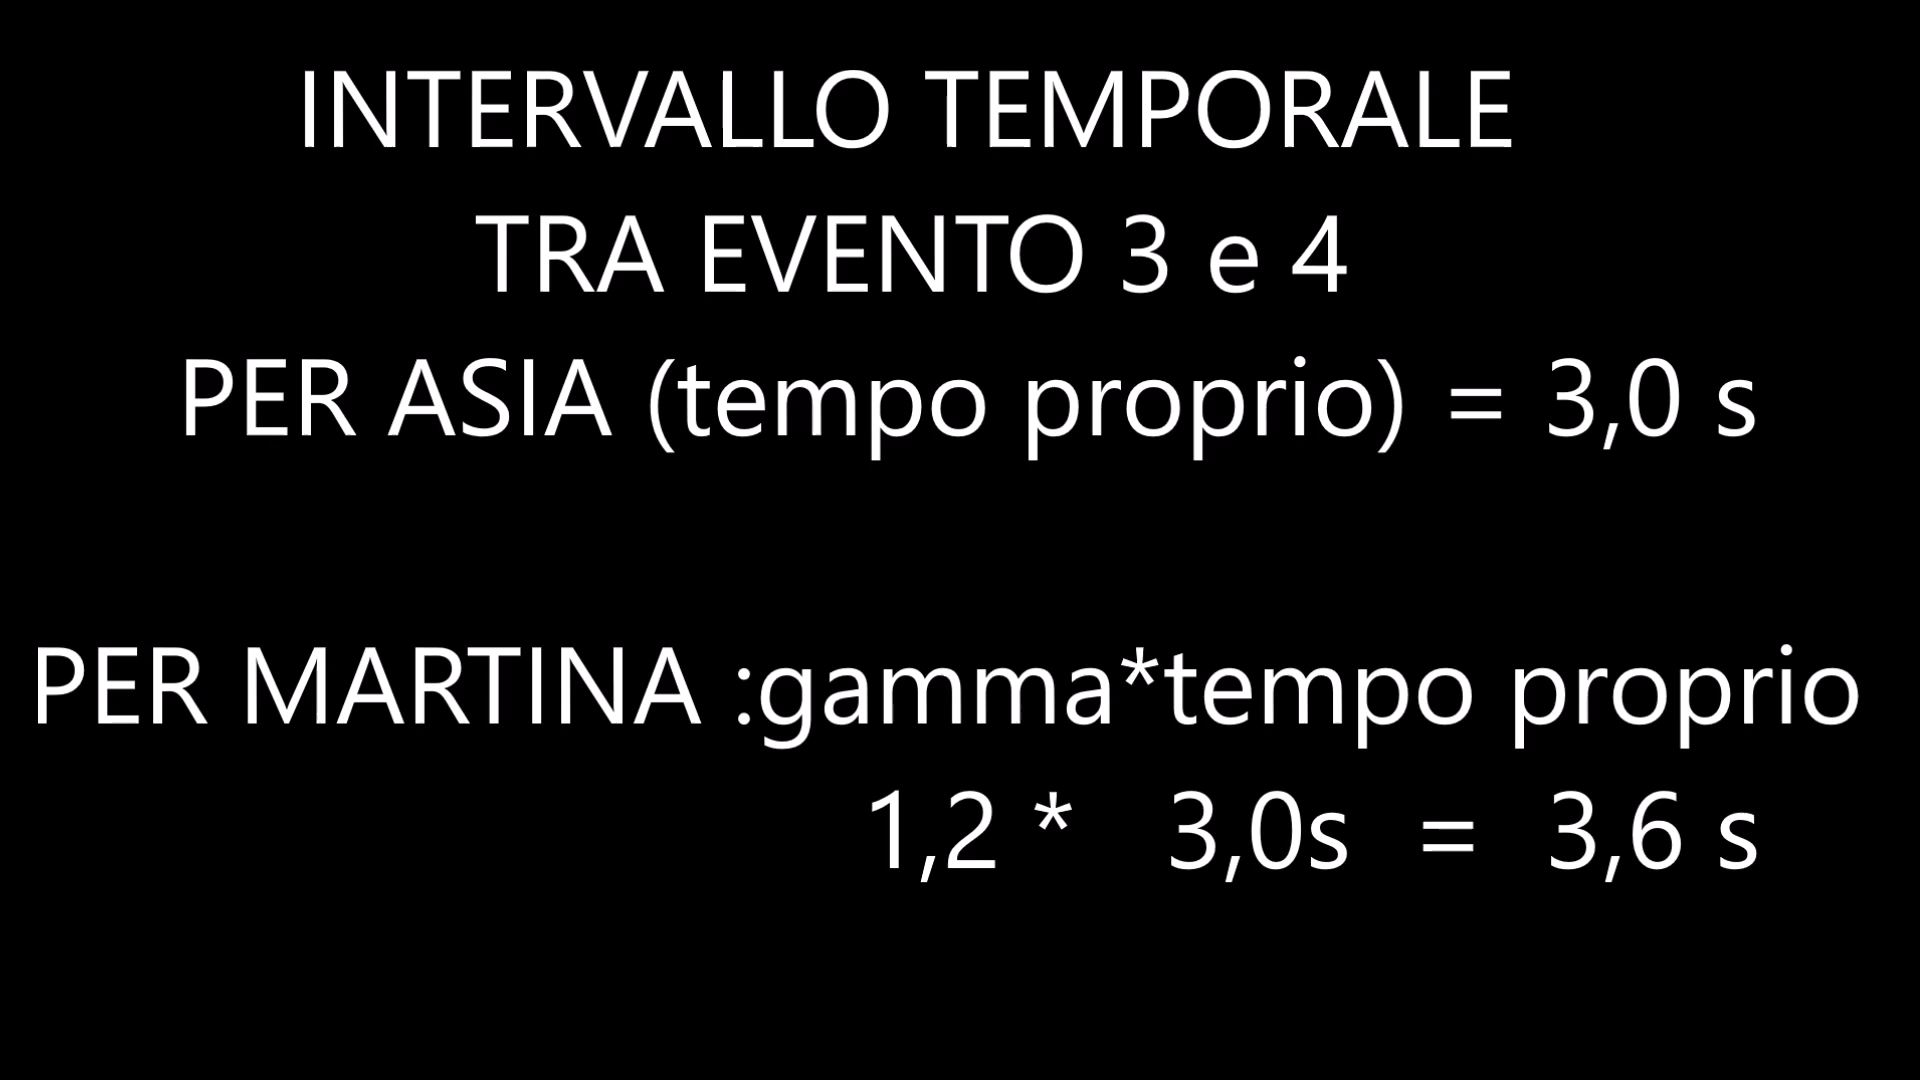 INTERVALLO TEMPORALE
TRA EVENTO 3 e 4
PER ASIA (tempo proprio) = 3,0 s
PER MARTINA :gamma*tempo proprio
1,2 * 3,0s = 3,6 s